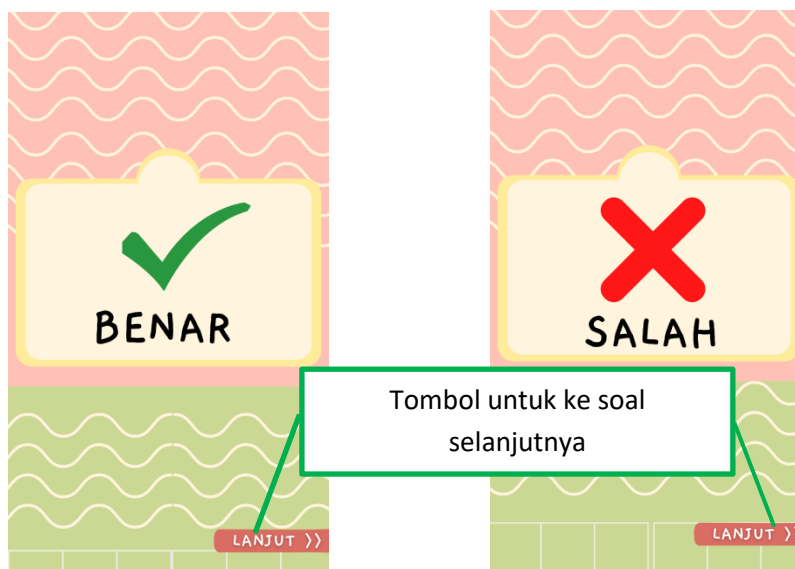 BENAR
SALAH
Tombol untuk ke soal
selanjutnya
LANJUT >>
LANJUT >>